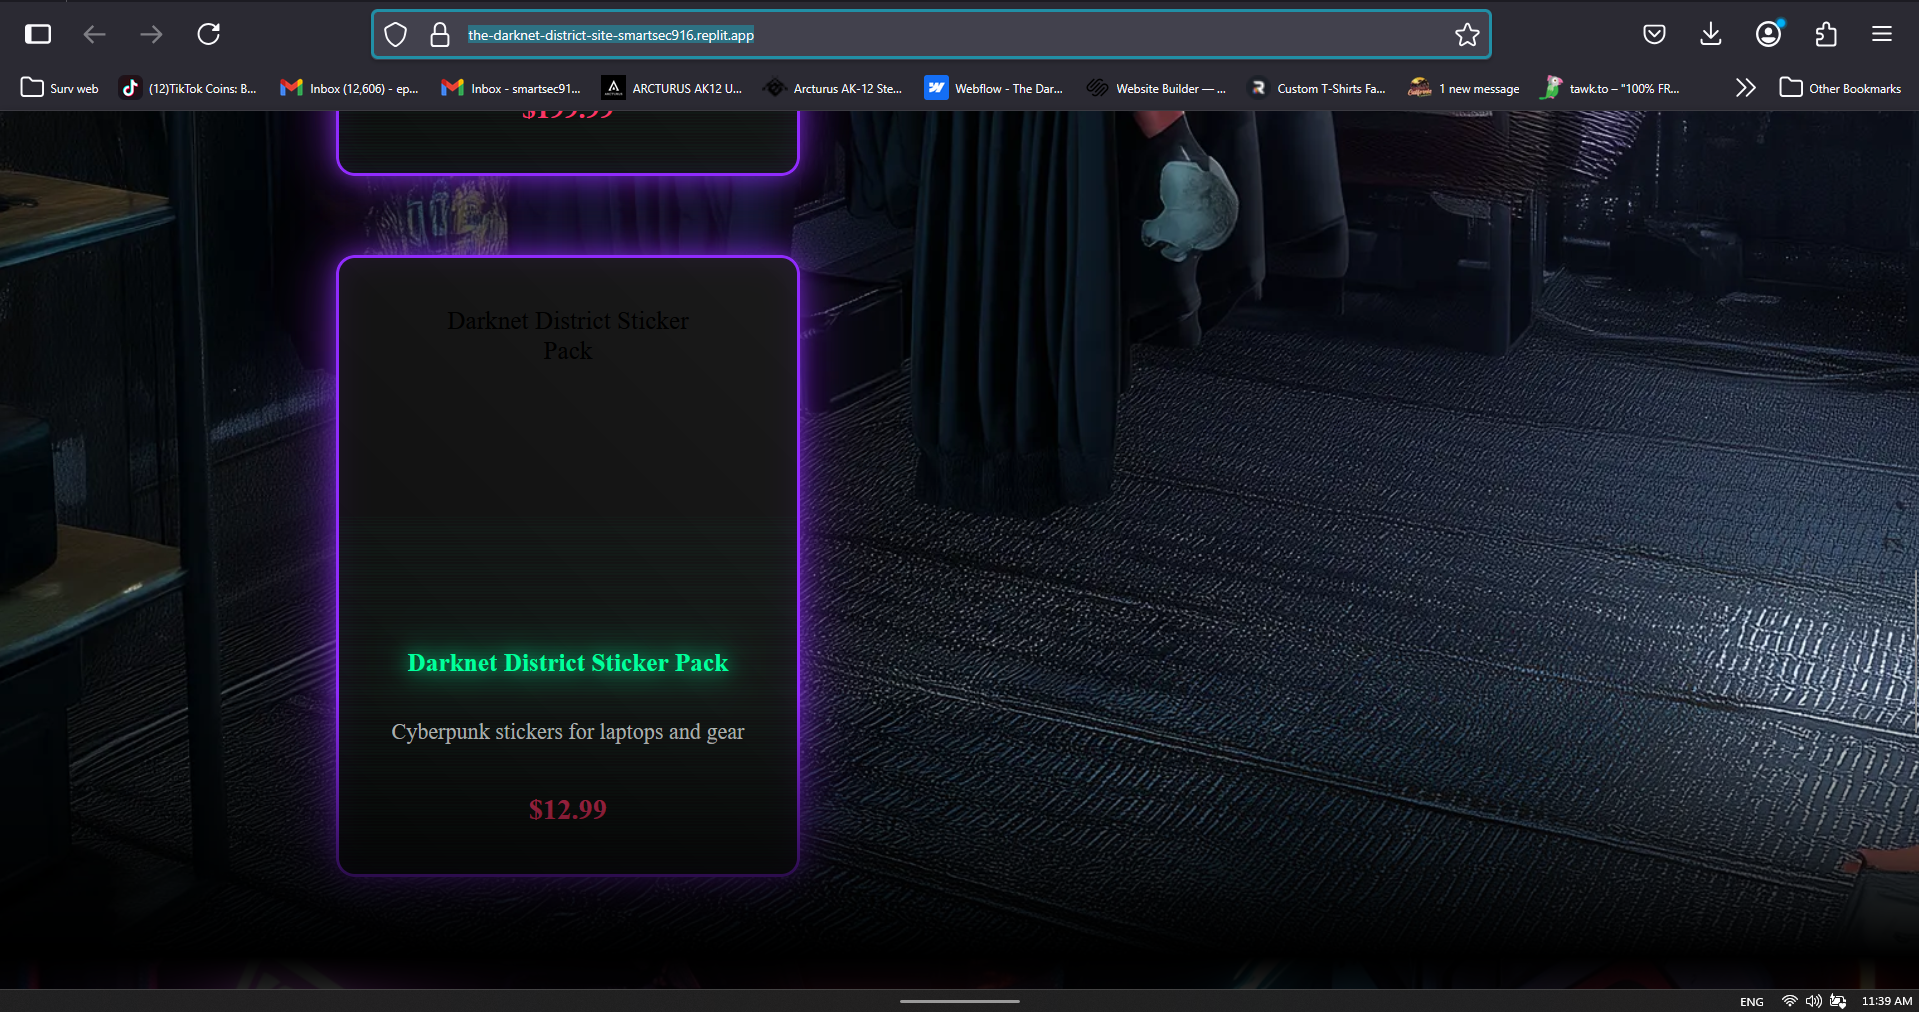 the-darknet-district-site-smartsec916.replit.app
Surv web
(12)TikTok Coins: B...
Inbox (12,606) - ep...
Inbox - smartsec91...
ARCTURUS AK12 U...
Arcturus AK-12 Ste...
Webflow - The Dar...
Website Builder — ...
Custom T-Shirts Fa...
1 new message
tawk.to – "100% FR...
Other Bookmarks
$199.99
Darknet District Sticker
Pack
Darknet District Sticker Pack
Cyberpunk stickers for laptops and gear
$12.99
ENG
11:39 AM